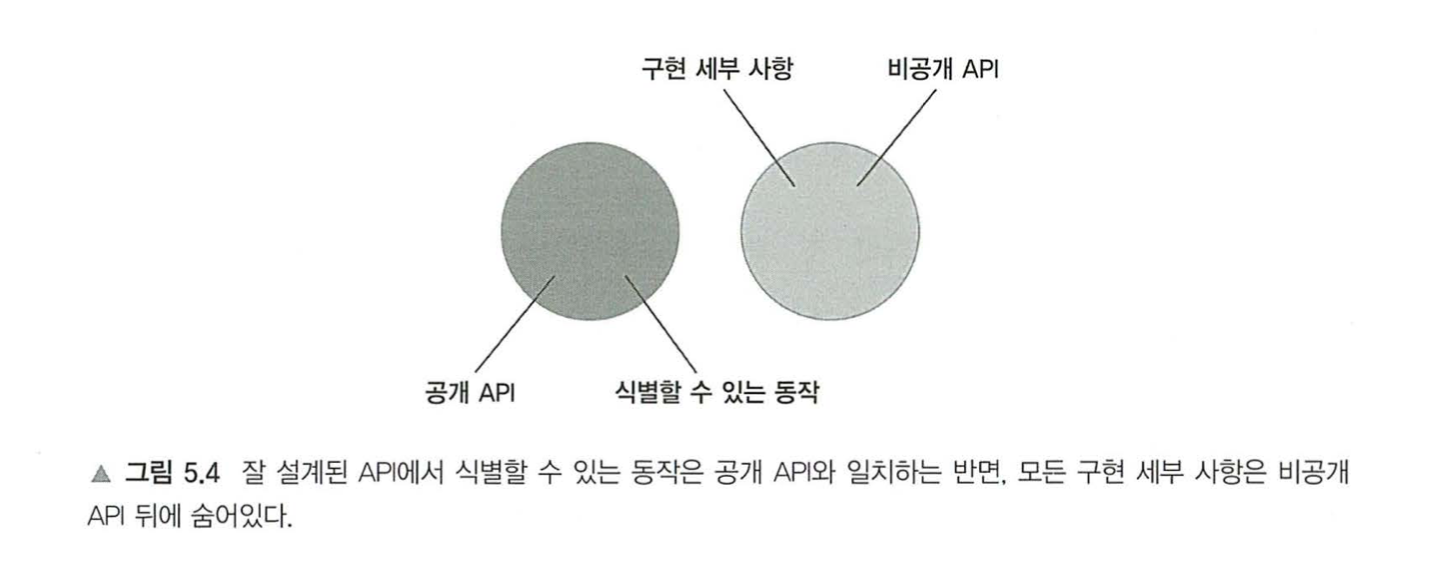 구현 세부 사항
비공개 API
공개 API
식별할 수 있는 동작
▲ 그림 5.4 잘 설계된 API에서 식별할 수 있는 동작은 공개 API와 일치하는 반면, 모든 구현 세부 사항은 비공개
API 뒤에 숨어있다.